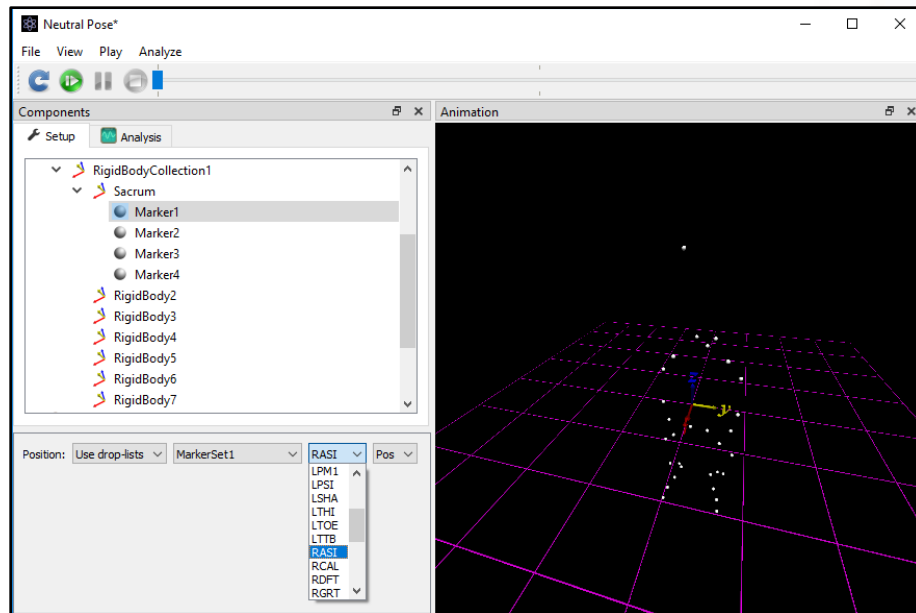 Neutral Pose*
File View Play Analyze
Components
Animation
Setup
Analysis
RigidBodyCollection1
Sacrum
Marker1
Marker2
Marker3
Marker4
RigidBody2
RigidBody3
RigidBody4
RigidBody5
RigidBody6
RigidBody7
Position: Use drop-lists MarkerSet1 RASI Pos
LPM1
LPSI
LSHA
LTHI
LTOE
LTTB
RASI
RCAL
RDFT
RGRT
y